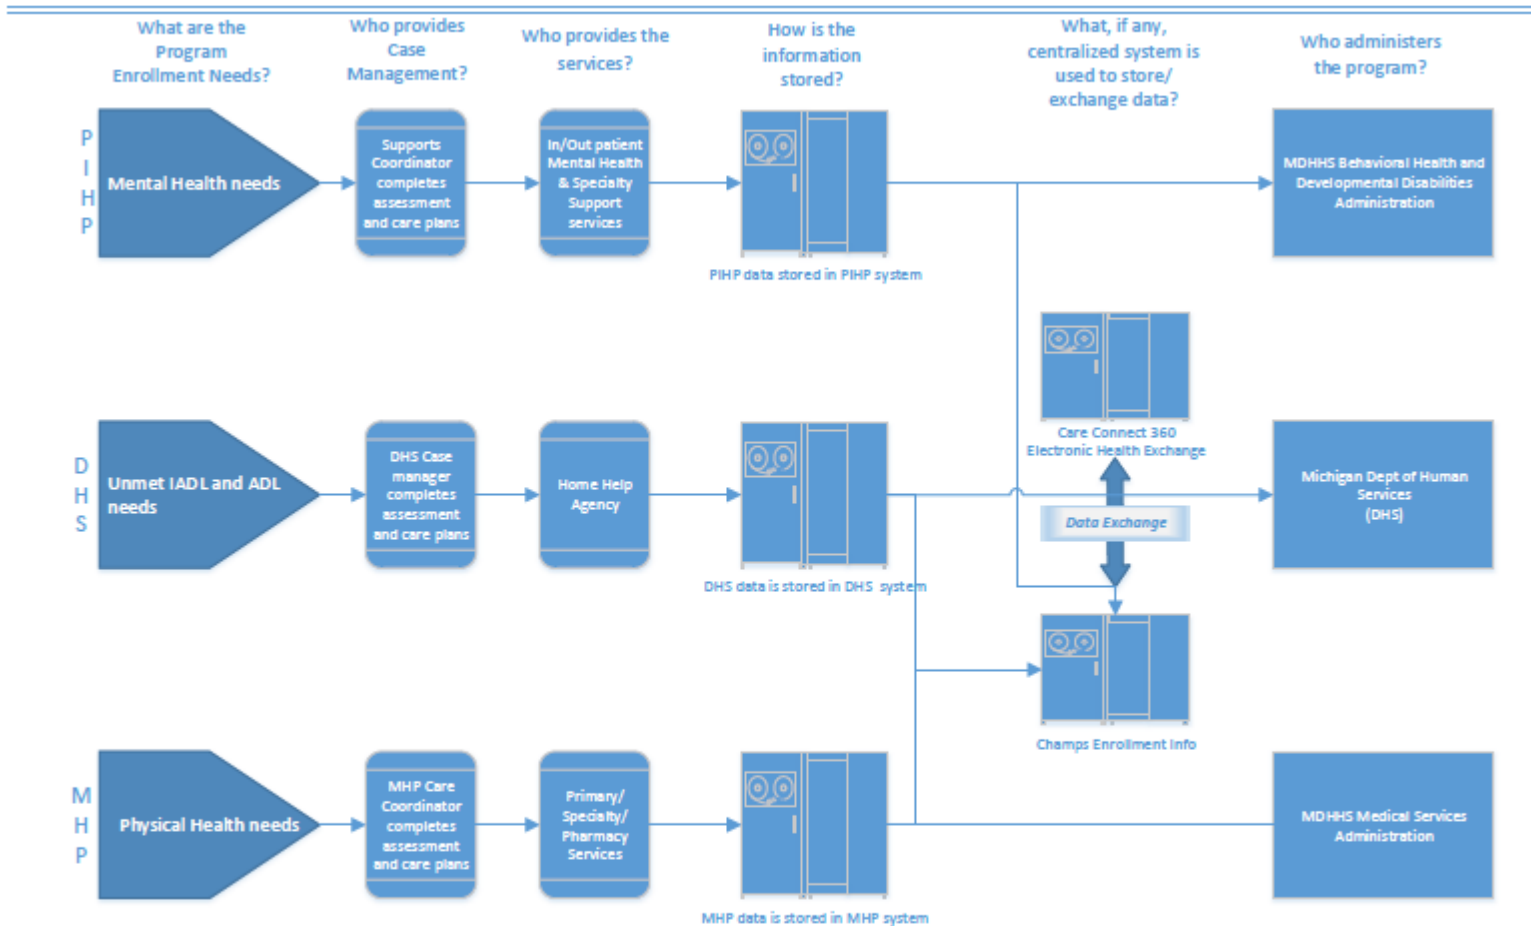 What are the
Program
Enrollment Needs?
Who provides
Case
Management?
Who provides the
services?
How is the
information
stored?
What, if any,
centralized system is
used to store/
exchange data?
Who administers
the program?
P
I
H
P
Mental Health needs
Supports
Coordinator
completes
assessment
and care plans
In/Out patient
Mental Health
& Specialty
Support
services
PIHP data stored in PIHP system
MDHHS Behavioral Health and
Developmental Disabilities
Administration
Care Connect 360
Electronic Health Exchange
D
H
S
Unmet IADL and ADL
needs
DHS Case
manager
completes
assessment
and care plans
Home Help
Agency
DHS data is stored in DHS system
Data Exchange
Michigan Dept of Human
Services
(DHS)
Champs Enrollment Info
M
H
P
Physical Health needs
MHP Care
Coordinator
completes
assessment
and care plans
Primary/
Specialty/
Pharmacy
Services
MHP data is stored in MHP system
MDHHS Medical Services
Administration